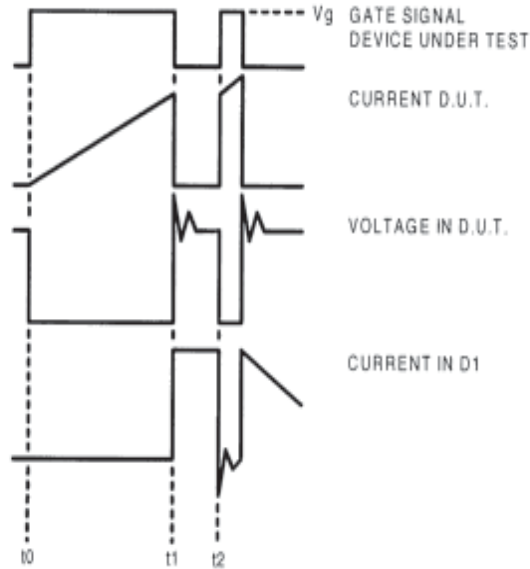 Vg GATE SIGNAL
DEVICE UNDER TEST
CURRENT D.U.T.
VOLTAGE IN D.U.T.
CURRENT IN D1
t0 t1 t2